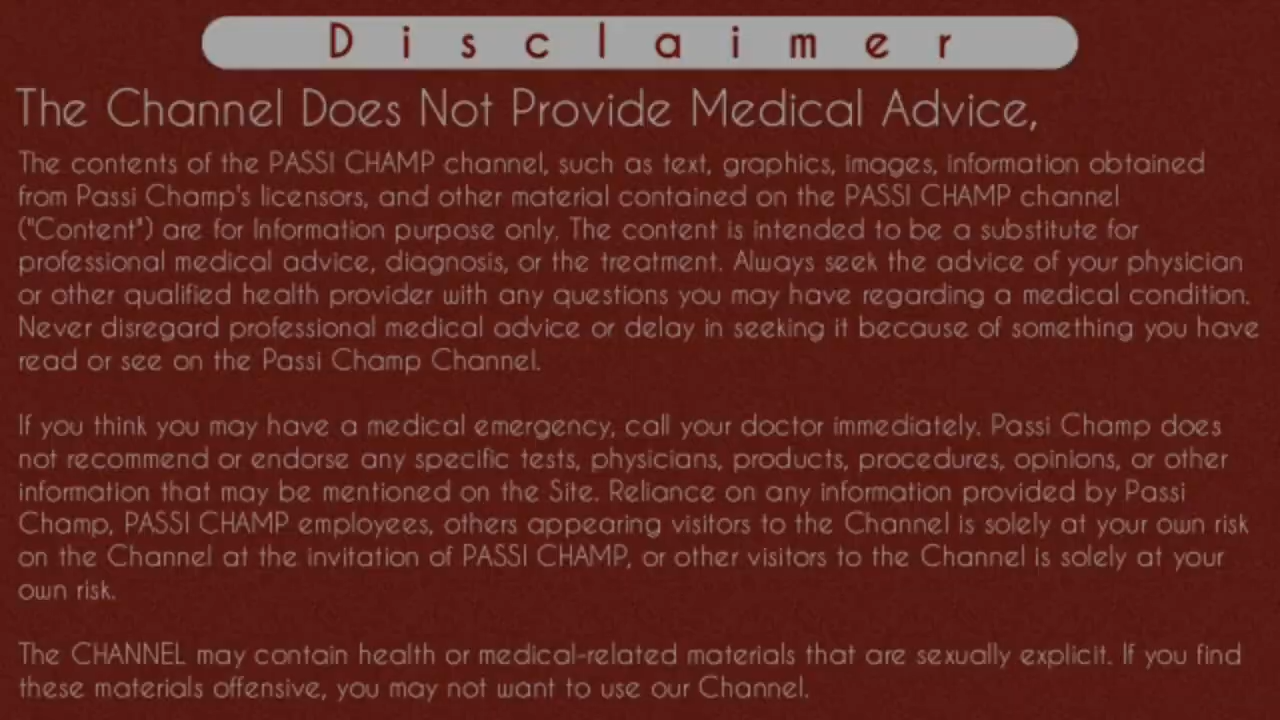 Disclaimer
The Channel Does Not Provide Medical Advice,
The contents of the PASSI CHAMP channel, such as text, graphics, images, Information obtained
from Passi Champ's licensors, and other material contained on the PASSI CHAMP channel
("Content") are for Information purpose only. The content is intended to be a substitute for
professional medical advice, diagnosis, or the treatment. Always seek the advice of your physician
or other qualified health provider with any questions you may have regarding a medical condition.
Never disregard professional medical advice or delay in seeking it because of something you have
read or see on the Passi Champ Channel.
If you think you may have a medical emergency, call your doctor immediately. Passi Champ does
not recommend or endorse any specific tests, physicians, products, procedures, opinions, or other
information that may be mentioned on the Site. Reliance on any information provided by Passi
Champ, PASSI CHAMP employees, others appearing visitors to the Channel is solely at your own risk
on the Channel at the invitation of PASSI CHAMP, or other visitors to the Channel is solely at your
own risk.
The CHANNEL may contain health or medical-related materials that are sexually explicit. If you find
these materials offensive, you may not want to use our Channel.